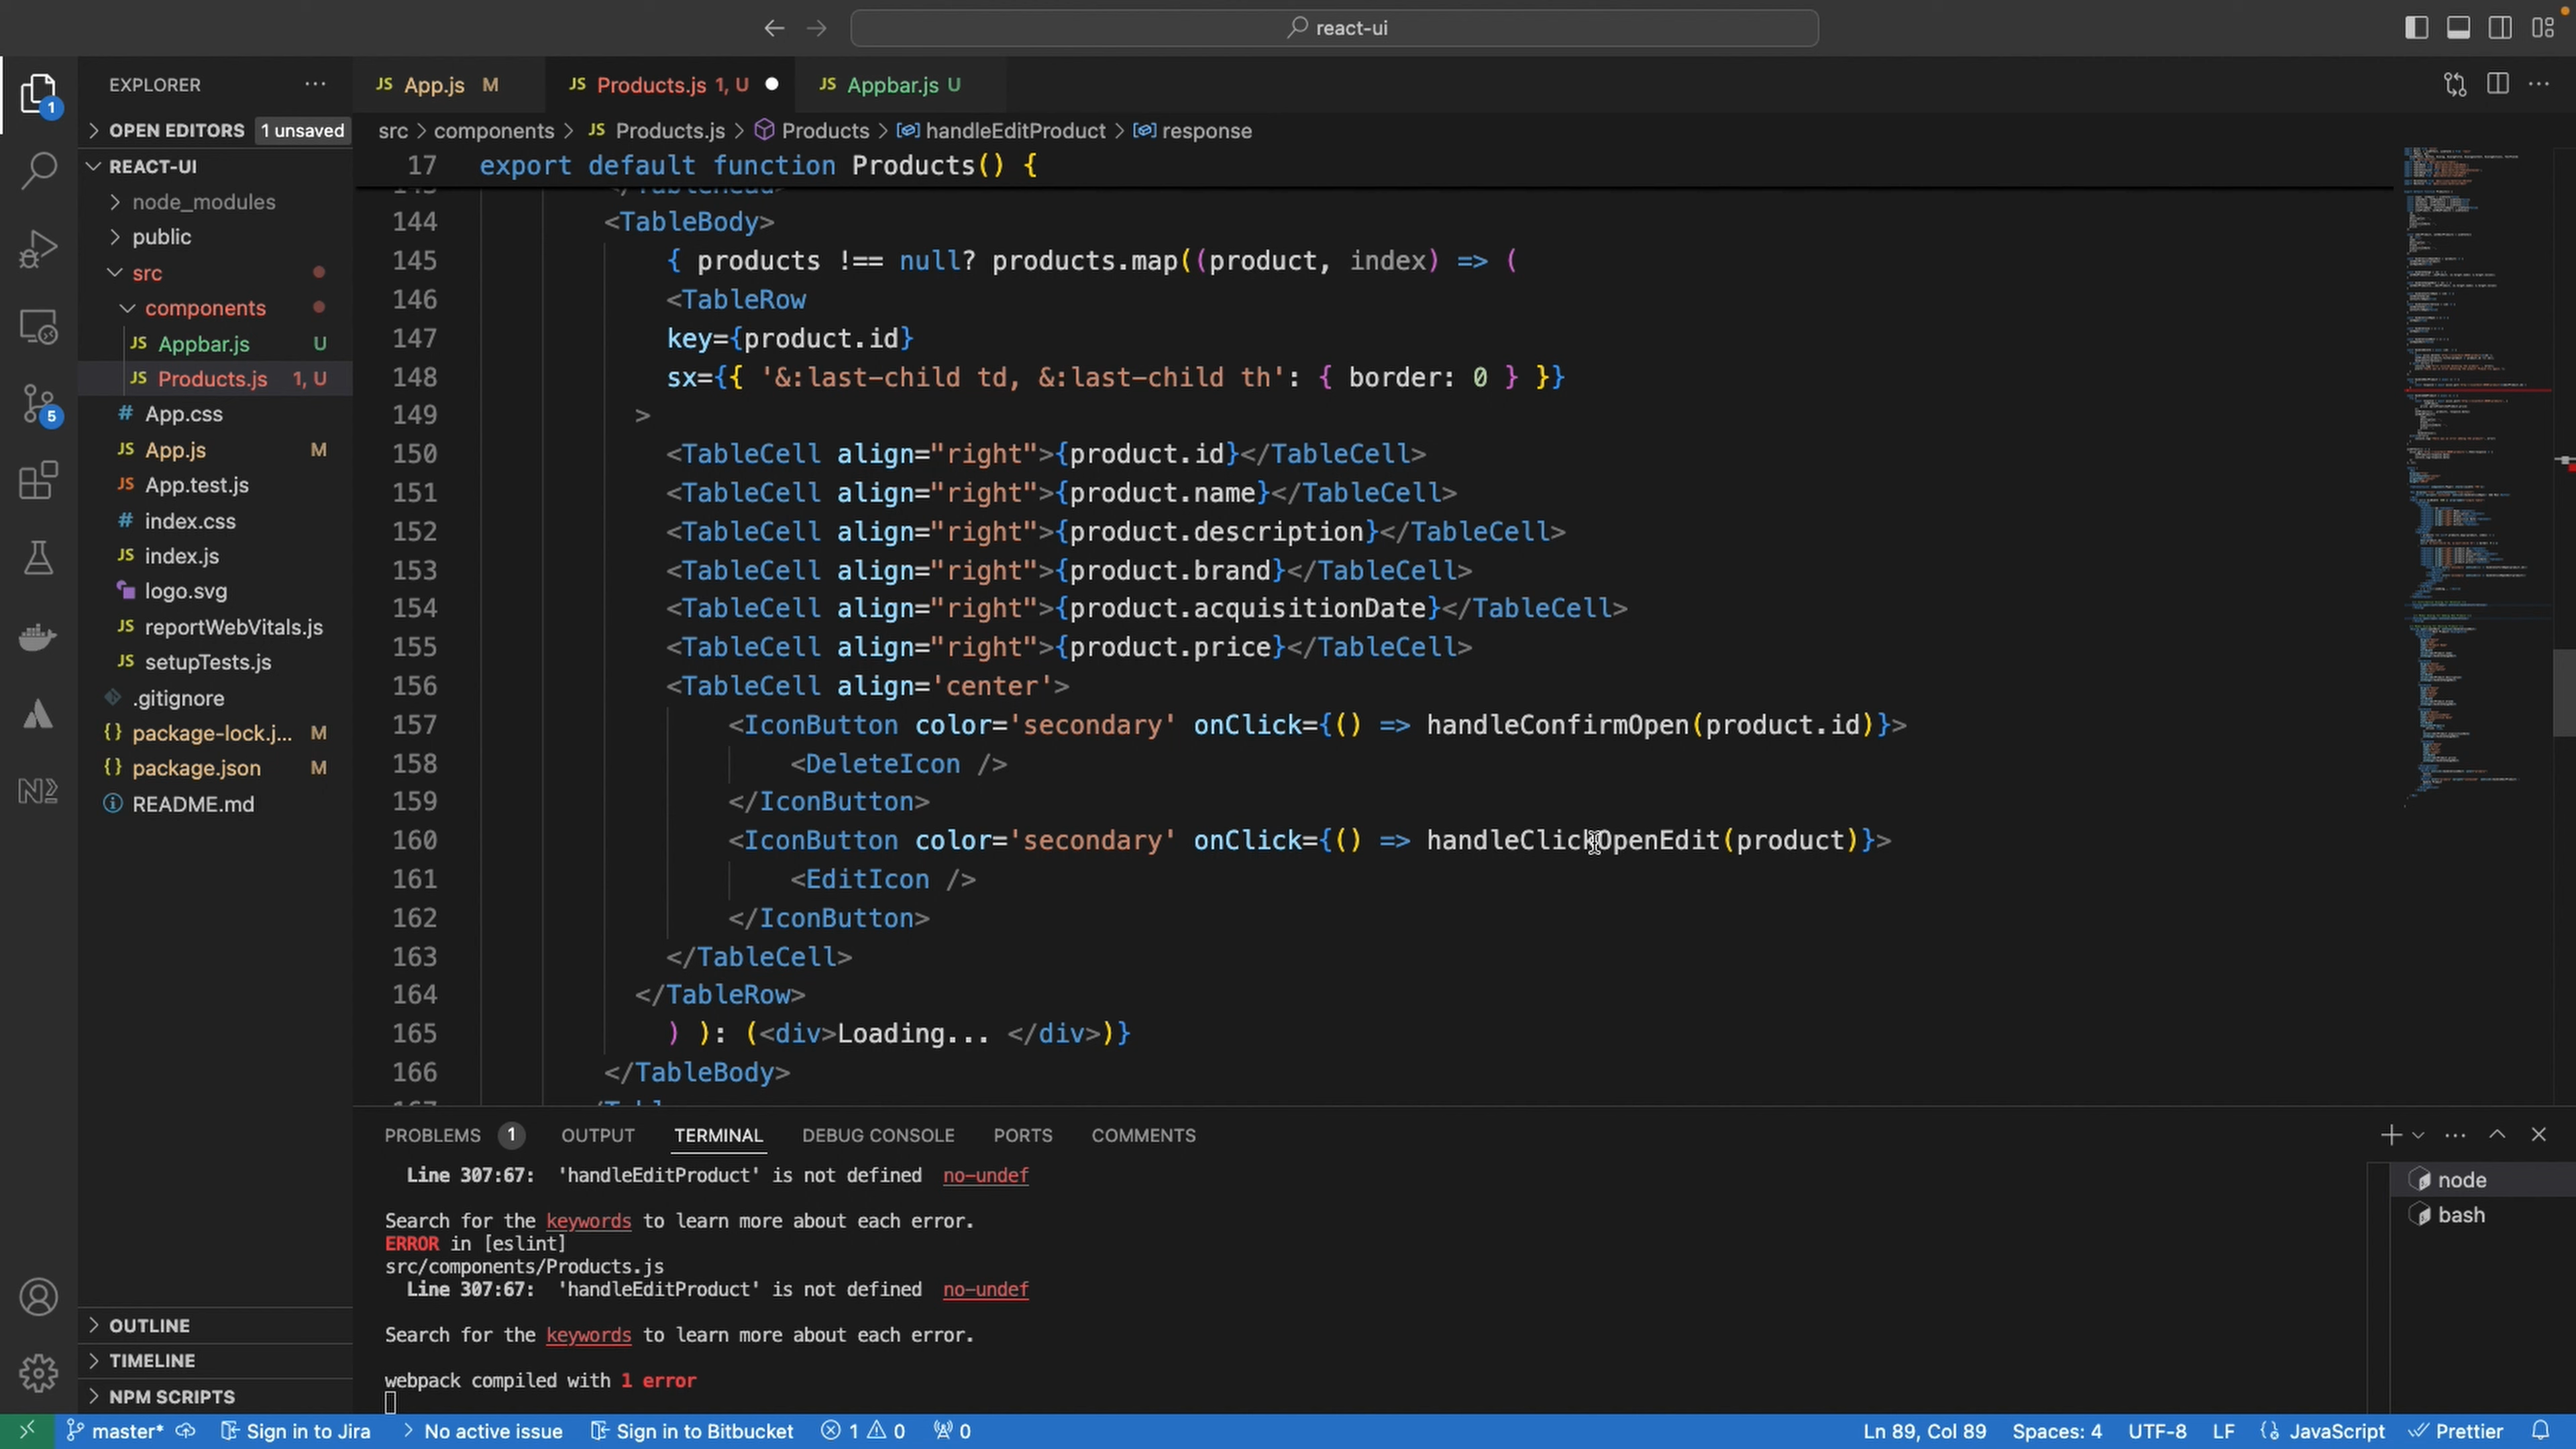 react-ui
EXPLORER
OPEN EDITORS 1 unsaved
REACT-UI
node_modules
public
src
components
JS Appbar.js U
JS Products.js 1, U
# App.css
JS App.js M
JS App.test.js
# index.css
JS index.js
logo.svg
JS reportWebVitals.js
JS setupTests.js
.gitignore
{} package-lock.j... M
{} package.json M
README.md
OUTLINE
TIMELINE
NPM SCRIPTS
1
5
JS App.js M
JS Products.js 1, U
JS Appbar.js U
src > components > JS Products.js > Products > handleEditProduct > response
17 export default function Products() {
144 <TableBody>
145 { products !== null? products.map((product, index) => (
146 <TableRow
147 key={product.id}
148 sx={{ '&:last-child td, &:last-child th': { border: 0 } }}
149 >
150 <TableCell align="right">{product.id}</TableCell>
151 <TableCell align="right">{product.name}</TableCell>
152 <TableCell align="right">{product.description}</TableCell>
153 <TableCell align="right">{product.brand}</TableCell>
154 <TableCell align="right">{product.acquisitionDate}</TableCell>
155 <TableCell align="right">{product.price}</TableCell>
156 <TableCell align='center'>
157 <IconButton color='secondary' onClick={() => handleConfirmOpen(product.id)}>
158 <DeleteIcon />
159 </IconButton>
160 <IconButton color='secondary' onClick={() => handleClickOpenEdit(product)}>
161 <EditIcon />
162 </IconButton>
163 </TableCell>
164 </TableRow>
165 ) ): (<div>Loading... </div>)}
166 </TableBody>
PROBLEMS 1 OUTPUT TERMINAL DEBUG CONSOLE PORTS COMMENTS
Line 307:67: 'handleEditProduct' is not defined no-undef
Search for the keywords to learn more about each error.
ERROR in [eslint]
src/components/Products.js
Line 307:67: 'handleEditProduct' is not defined no-undef
Search for the keywords to learn more about each error.
webpack compiled with 1 error
node
bash
master* Sign in to Jira No active issue Sign in to Bitbucket 1 0 0 Ln 89, Col 89 Spaces: 4 UTF-8 LF JavaScript Prettier